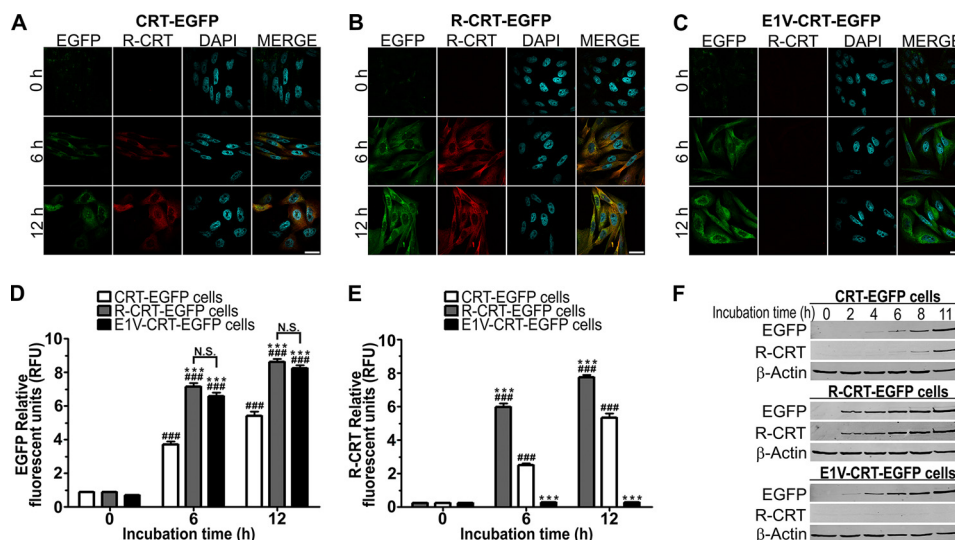 A
CRT-EGFP
EGFP R-CRT DAPI MERGE
0 h
6 h
12 h
B
R-CRT-EGFP
EGFP R-CRT DAPI MERGE
0 h
6 h
12 h
C
E1V-CRT-EGFP
EGFP R-CRT DAPI MERGE
0 h
6 h
12 h
D
CRT-EGFP cells
R-CRT-EGFP cells
E1V-CRT-EGFP cells
EGFP Relative
fluorescent units (RFU)
10
8
6
4
2
0
N.S.
N.S.
***
###
***
###
###
***
###
***
###
###
0 6 12
Incubation time (h)
E
CRT-EGFP cells
R-CRT-EGFP cells
E1V-CRT-EGFP cells
R-CRT Relative
fluorescent units (RFU)
10
8
6
4
2
0
***
###
###
***
***
###
###
***
0 6 12
Incubation time (h)
F
CRT-EGFP cells
Incubation time (h) 0 2 4 6 8 11
EGFP
R-CRT
β-Actin
R-CRT-EGFP cells
EGFP
R-CRT
β-Actin
E1V-CRT-EGFP cells
EGFP
R-CRT
β-Actin